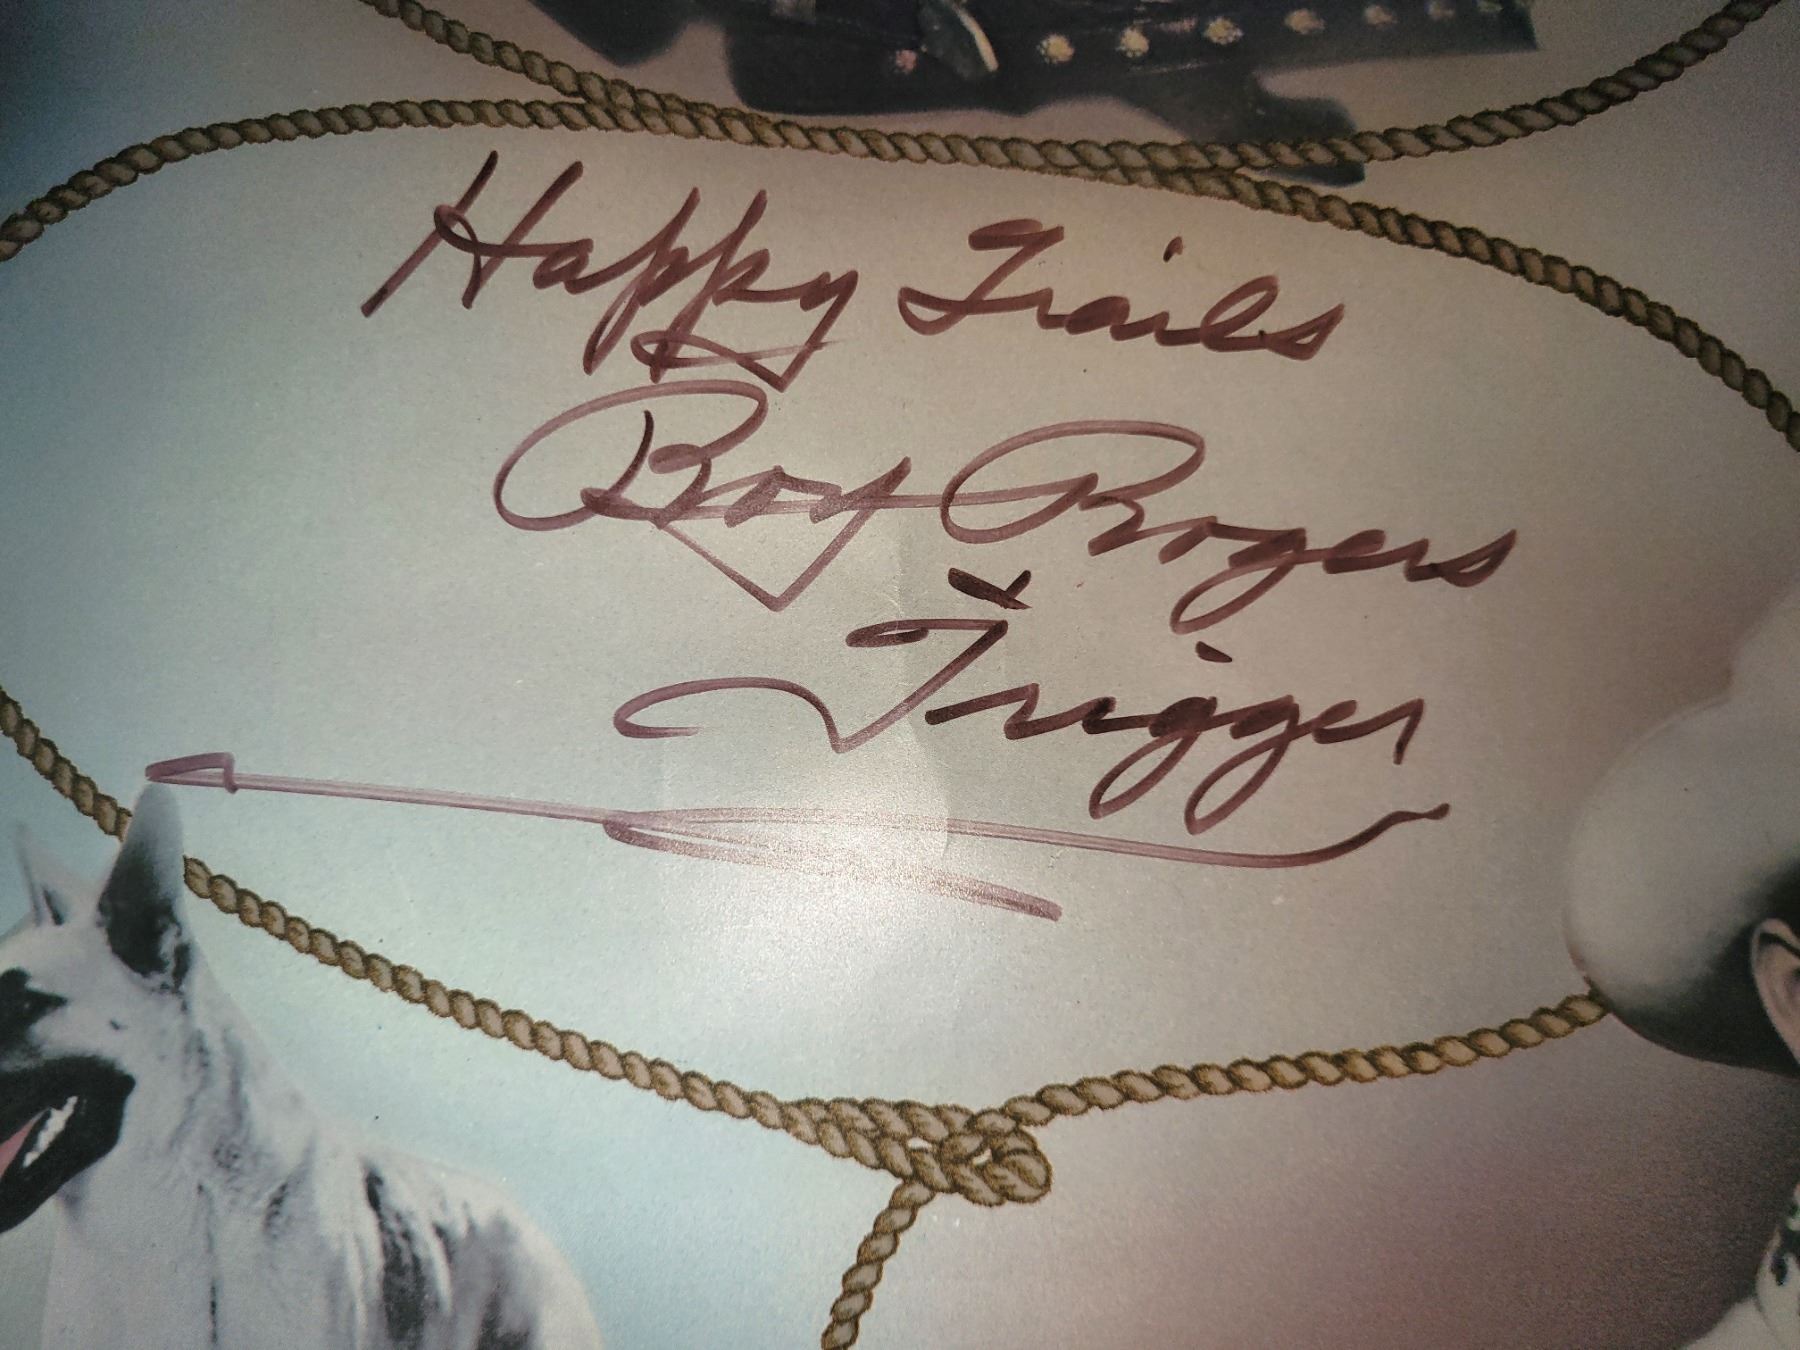 Happy Trails
Roy Rogers
&
Trigger